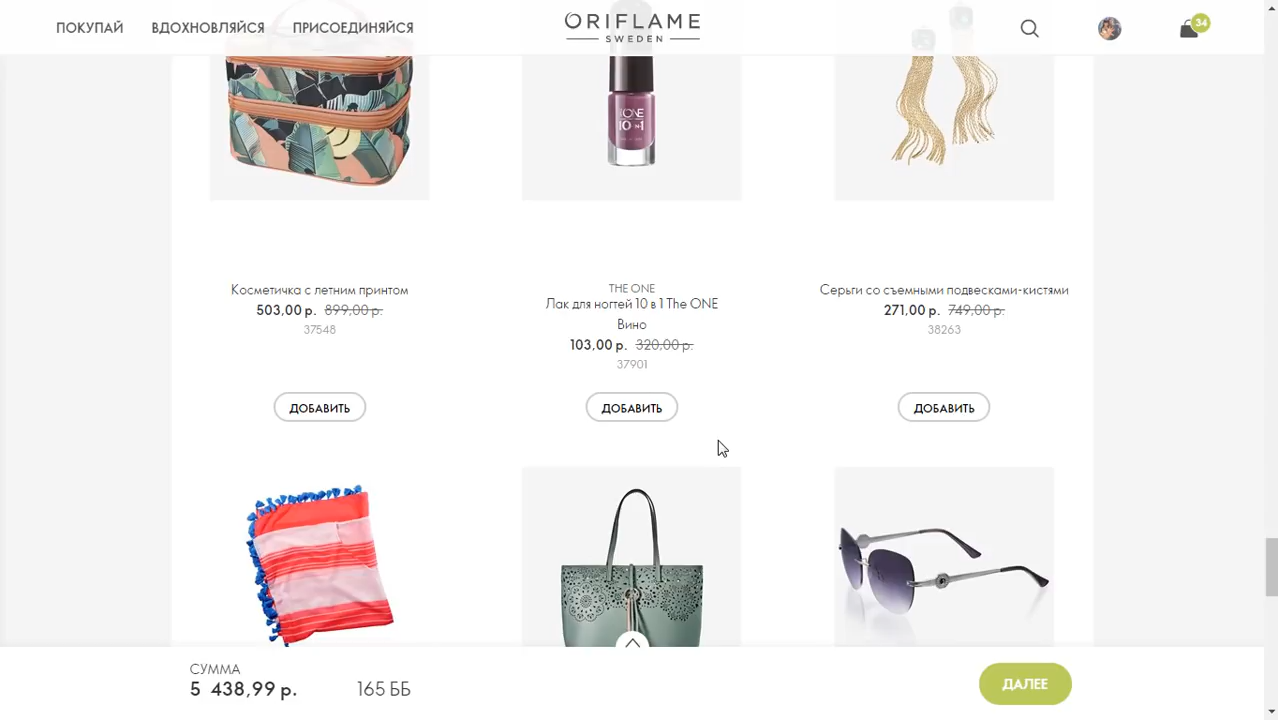 ПОКУПАЙ ВДОХНОВЛЯЙСЯ ПРИСОЕДИНЯЙСЯ
ORIFLAME
SWEDEN
34
THE ONE
10 IN 1
Косметичка с летним принтом
503,00 р. 899,00 р.
37548
ДОБАВИТЬ
THE ONE
Лак для ногтей 10 в 1 The ONE
Вино
103,00 р. 320,00 р.
37901
ДОБАВИТЬ
Серьги со съемными подвесками-кистями
271,00 р. 749,00 р.
38263
ДОБАВИТЬ
СУММА
5 438,99 р. 165 ББ
ДАЛЕЕ